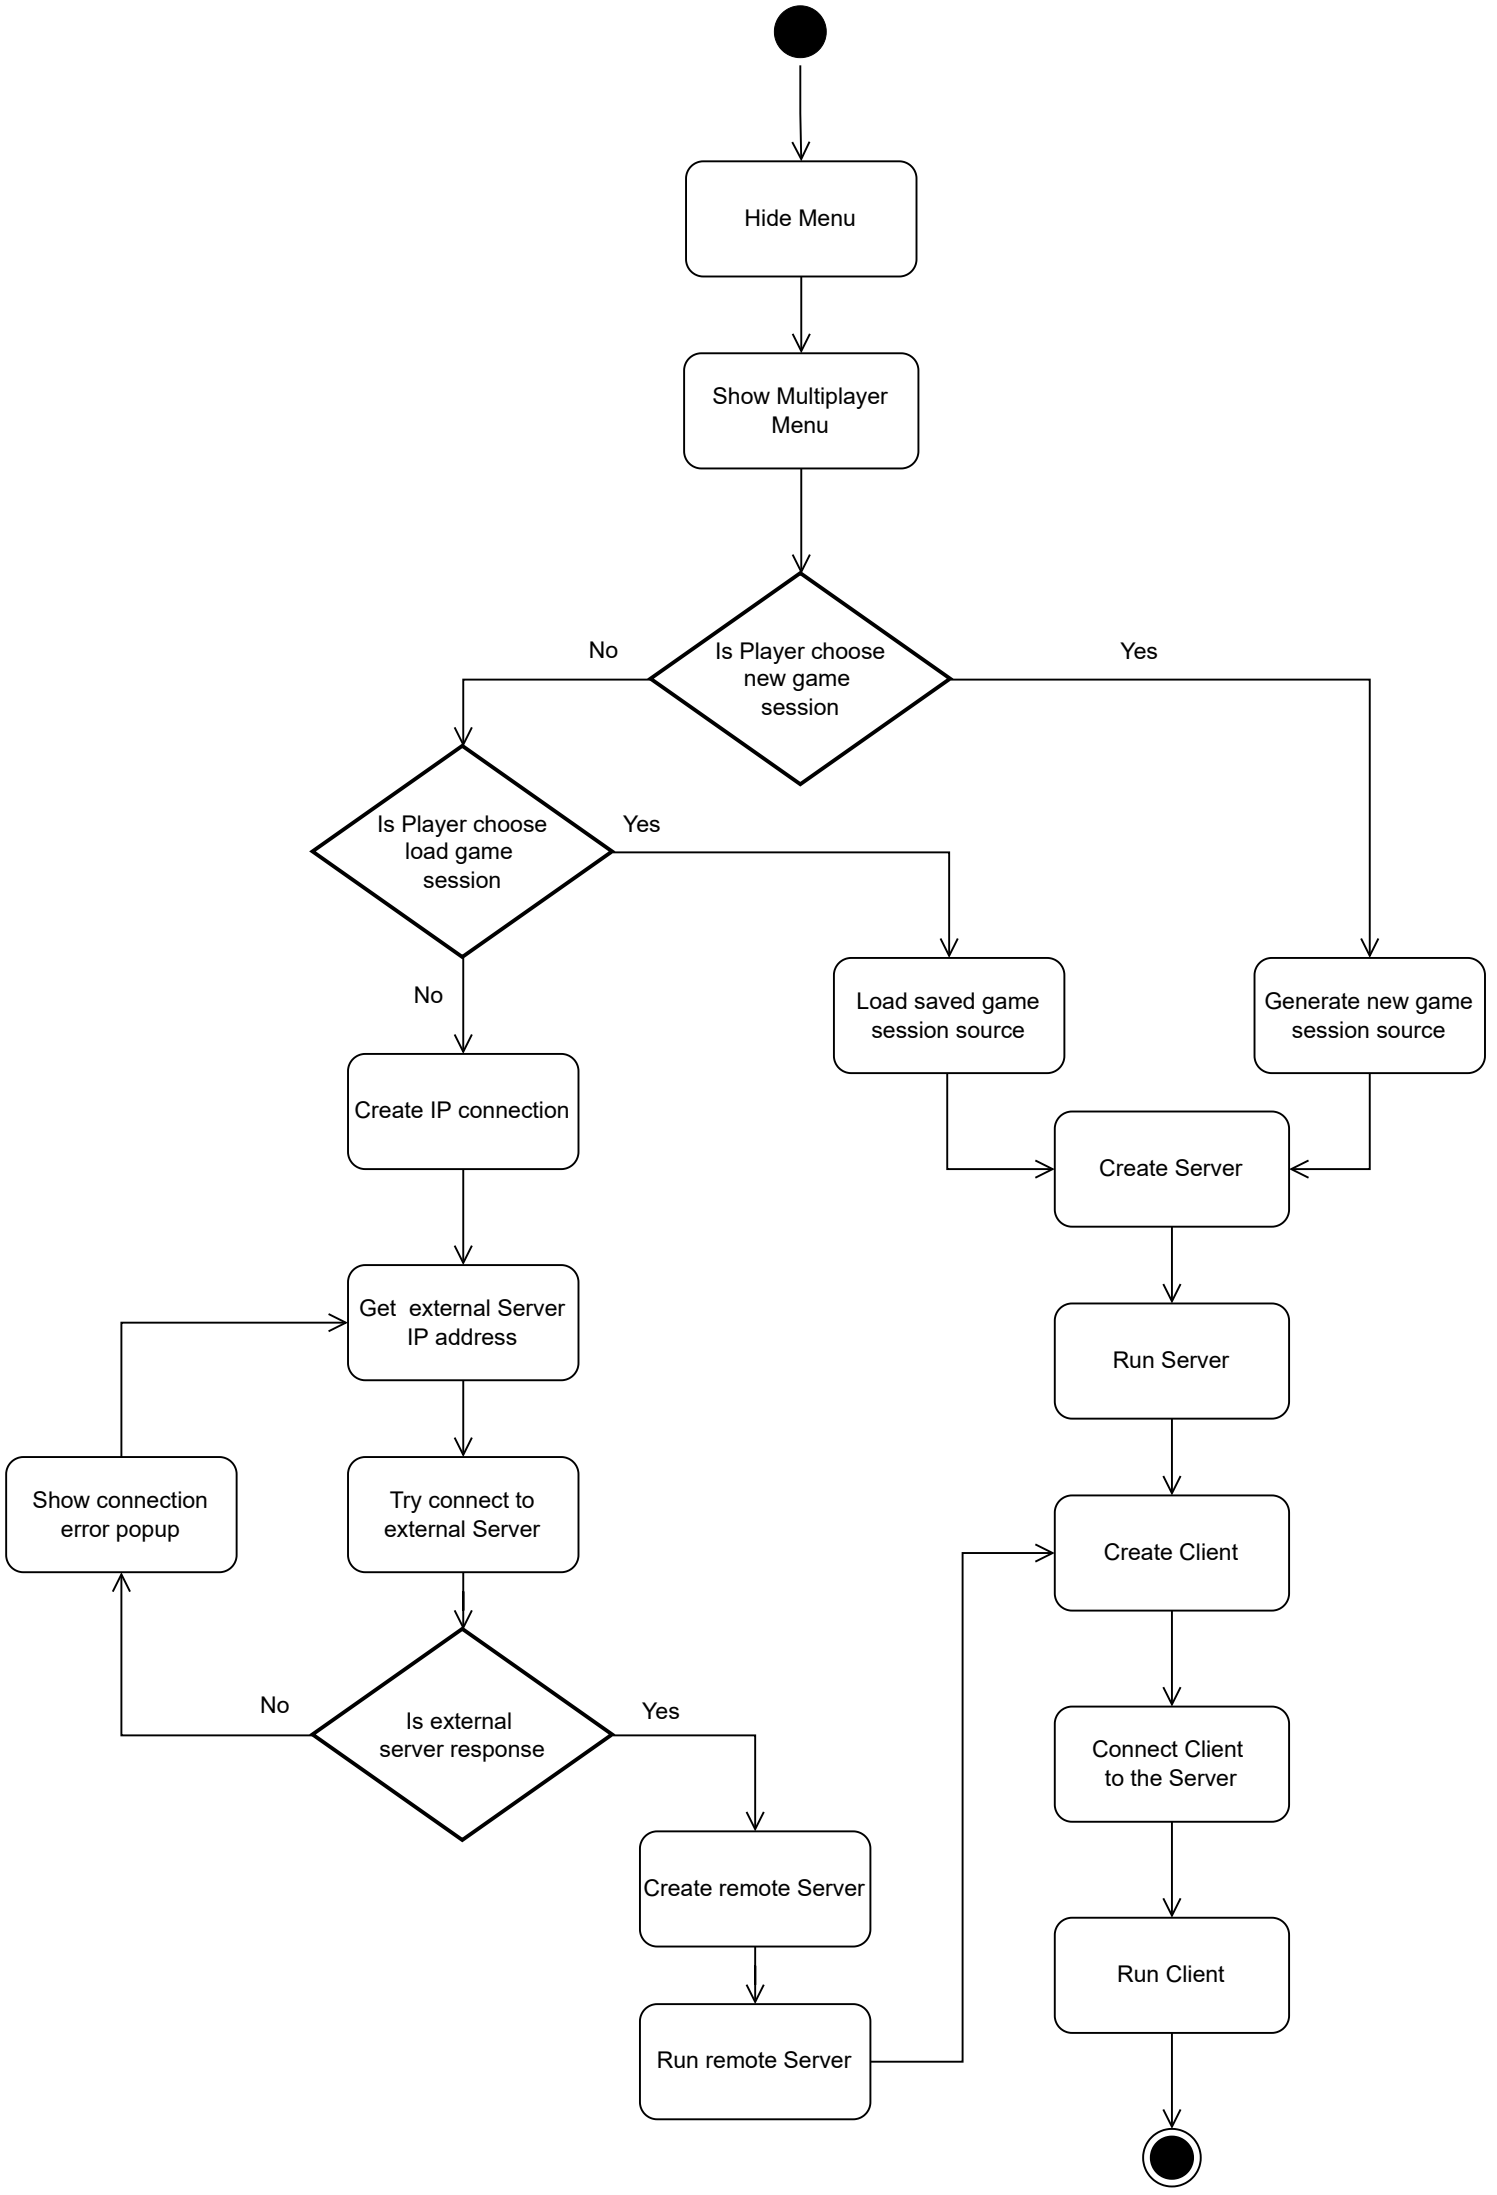 Hide Menu
Show Multiplayer
Menu
Is Player choose
new game
session
No
Yes
Is Player choose
load game
session
Yes
No
Load saved game
session source
Generate new game
session source
Create IP connection
Create Server
Get  external Server
IP address
Run Server
Show connection
error popup
Try connect to
external Server
Create Client
No
Yes
Is external
server response
Connect Client
to the Server
Create remote Server
Run Client
Run remote Server